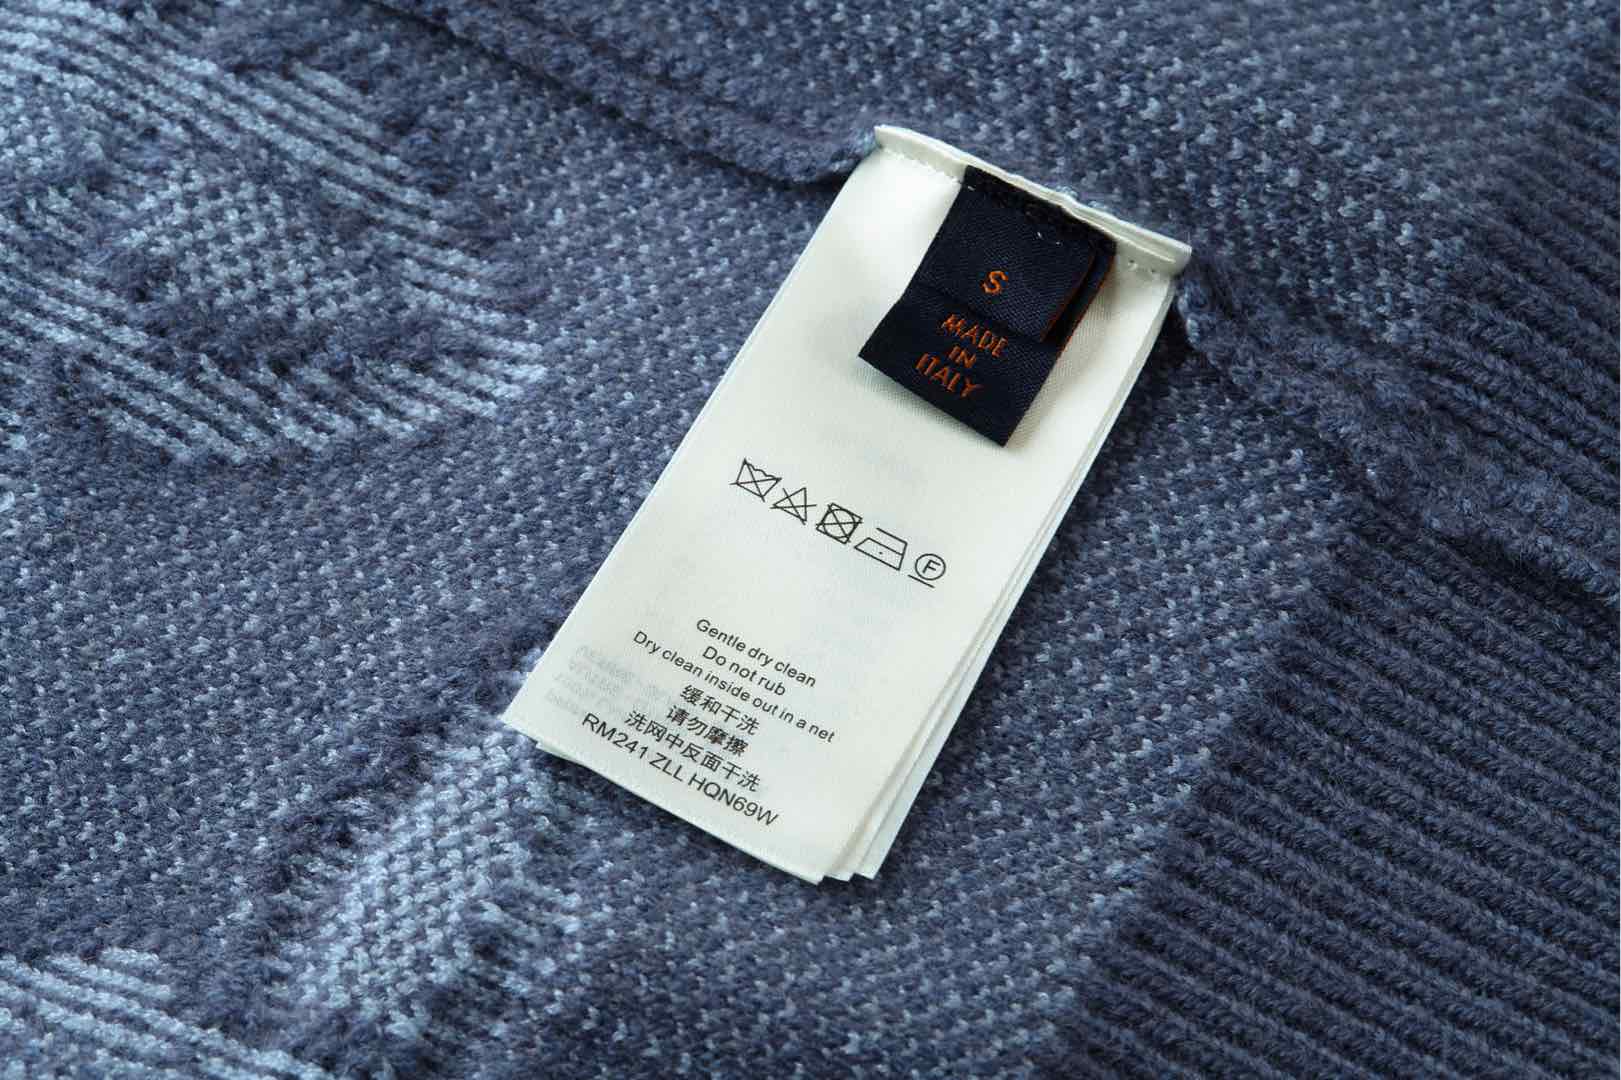 S
MADE
IN
ITALY
F
Gentle dry clean
Do not rub
Dry clean inside out in a net
缓和干洗
请勿摩擦
洗网中反面干洗
RM241 ZLL HQN69W